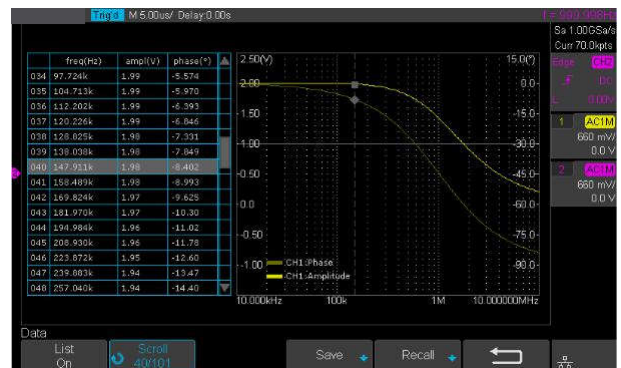 Trig'd M 5.00us/ Delay:0.00s
f = 999.998Hz
Sa 1.00GSa/s
Curr 70.0kpts
Edge CH2
DC
L 0.00V
1 AC1M
660 mV/
0.0 V
2 AC1M
660 mV/
0.0 V
freq(Hz) ampl(V) phase(°)
034 97.724k 1.99 -5.574
035 104.713k 1.99 -5.970
036 112.202k 1.99 -6.393
037 120.226k 1.99 -6.846
038 128.825k 1.98 -7.331
039 138.038k 1.98 -7.849
040 147.911k 1.98 -8.402
041 158.489k 1.98 -8.993
042 169.824k 1.97 -9.625
043 181.970k 1.97 -10.30
044 194.984k 1.96 -11.02
045 208.930k 1.96 -11.78
046 223.872k 1.95 -12.60
047 239.883k 1.94 -13.47
048 257.040k 1.94 -14.40
2.50(V) 15.0(°)
2.00 0.0
1.50 -15.0
1.00 -30.0
0.50 -45.0
0.0 -60.0
-0.50 -75.0
-1.00 -90.0
CH1:Phase
CH1:Amplitude
10.000kHz 100k 1M 10.000000MHz
Data
List
On
Scroll
40/101
Save
Recall